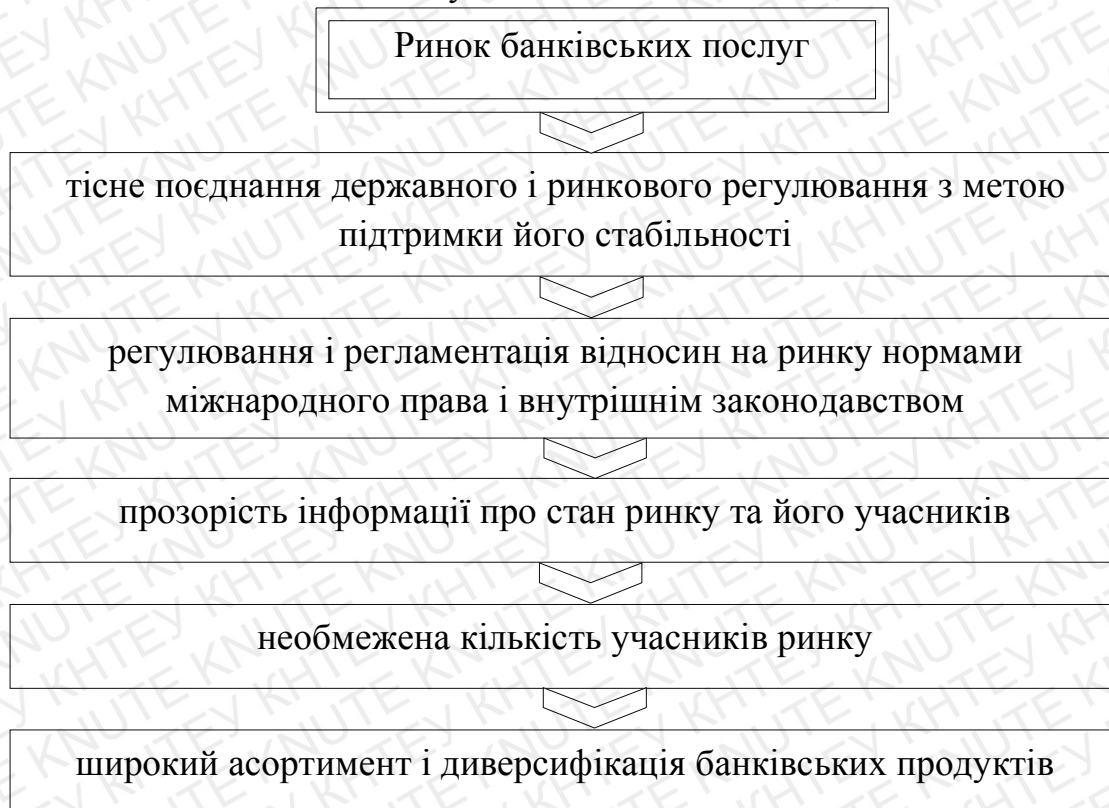 Ринок банківських послуг
тісне поєднання державного і ринкового регулювання з метою
підтримки його стабільності
регулювання і регламентація відносин на ринку нормами
міжнародного права і внутрішнім законодавством
прозорість інформації про стан ринку та його учасників
необмежена кількість учасників ринку
широкий асортимент і диверсифікація банківських продуктів